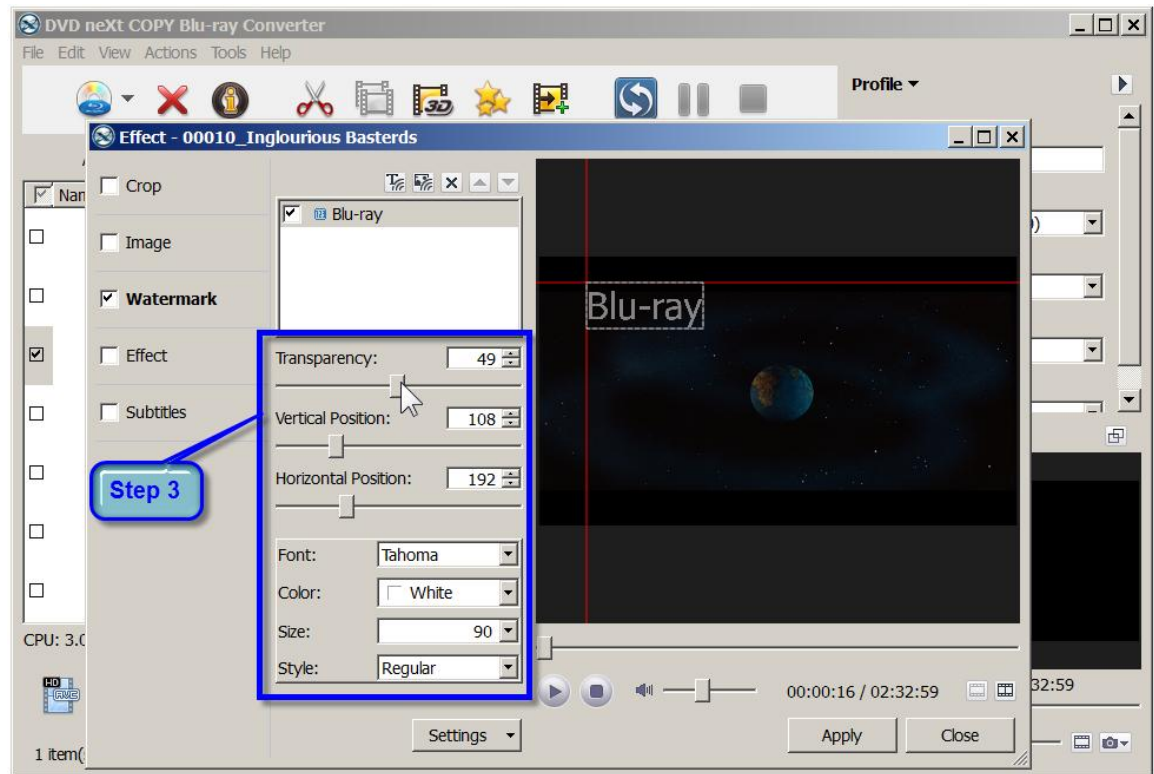 DVD neXt COPY Blu-ray Converter
File Edit View Actions Tools Help
3D
Profile
Effect - 00010_Inglourious Basterds
Nam
Crop
Image
Watermark
Effect
Subtitles
Blu-ray
Transparency: 49
Vertical Position: 108
Horizontal Position: 192
Font: Tahoma
Color: White
Size: 90
Style: Regular
Step 3
Blu-ray
00:00:16 / 02:32:59
32:59
Settings
Apply
Close
CPU: 3.0
HD
1 item(